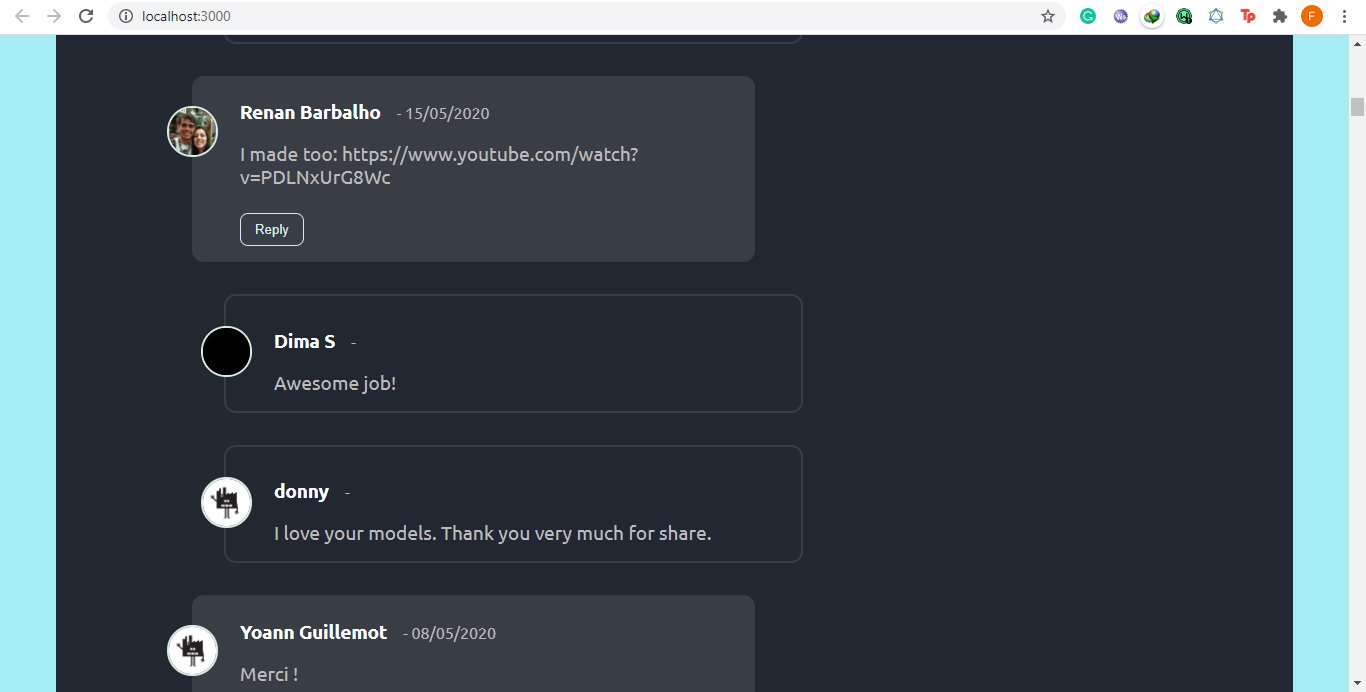 localhost:3000
F
Renan Barbalho - 15/05/2020
I made too: https://www.youtube.com/watch?
v=PDLNxUrG8Wc
Reply
Dima S -
Awesome job!
donny -
I love your models. Thank you very much for share.
Yoann Guillemot - 08/05/2020
Merci !